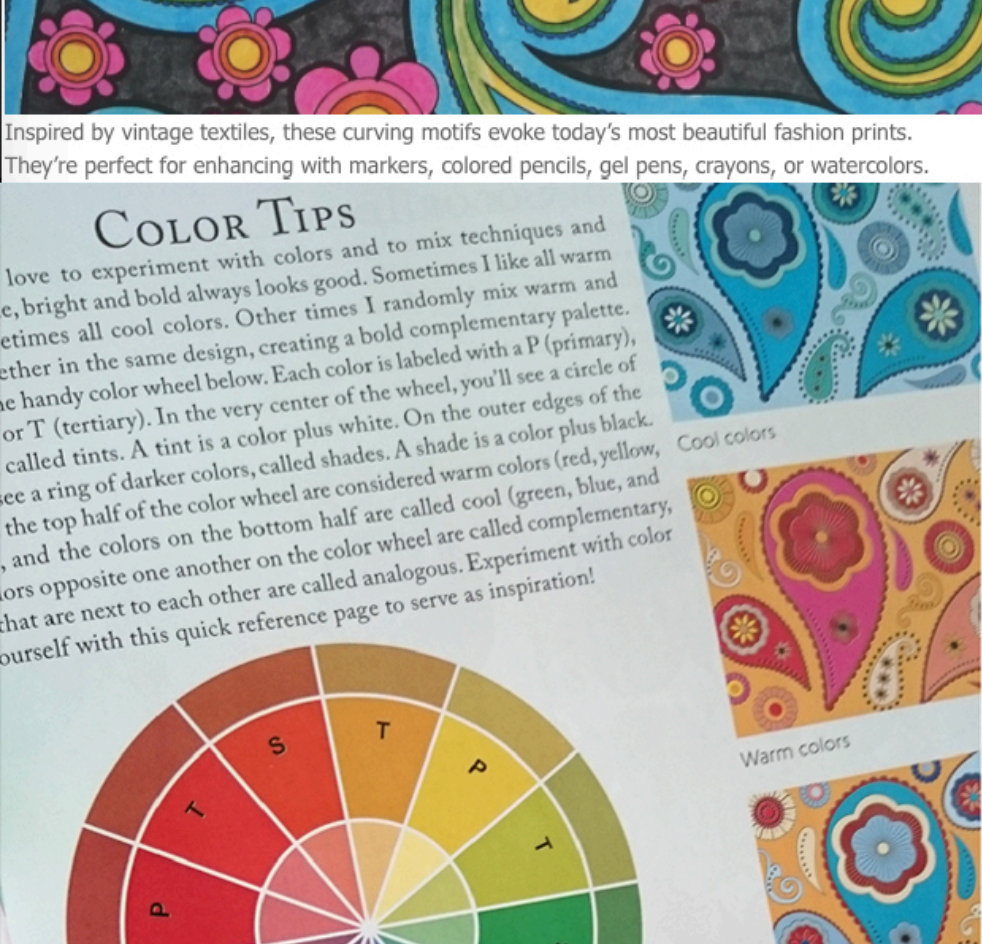 Inspired by vintage textiles, these curving motifs evoke today's most beautiful fashion prints.
They're perfect for enhancing with markers, colored pencils, gel pens, crayons, or watercolors.
COLOR TIPS
love to experiment with colors and to mix techniques and
e, bright and bold always looks good. Sometimes I like all warm
etimes all cool colors. Other times I randomly mix warm and
ether in the same design, creating a bold complementary palette.
e handy color wheel below. Each color is labeled with a P (primary),
or T (tertiary). In the very center of the wheel, you'll see a circle of
called tints. A tint is a color plus white. On the outer edges of the
see a ring of darker colors, called shades. A shade is a color plus black.
the top half of the color wheel are considered warm colors (red, yellow,
, and the colors on the bottom half are called cool (green, blue, and
lors opposite one another on the color wheel are called complementary,
that are next to each other are called analogous. Experiment with color
ourself with this quick reference page to serve as inspiration!
Cool colors
Warm colors
S
T
P
T
T
P